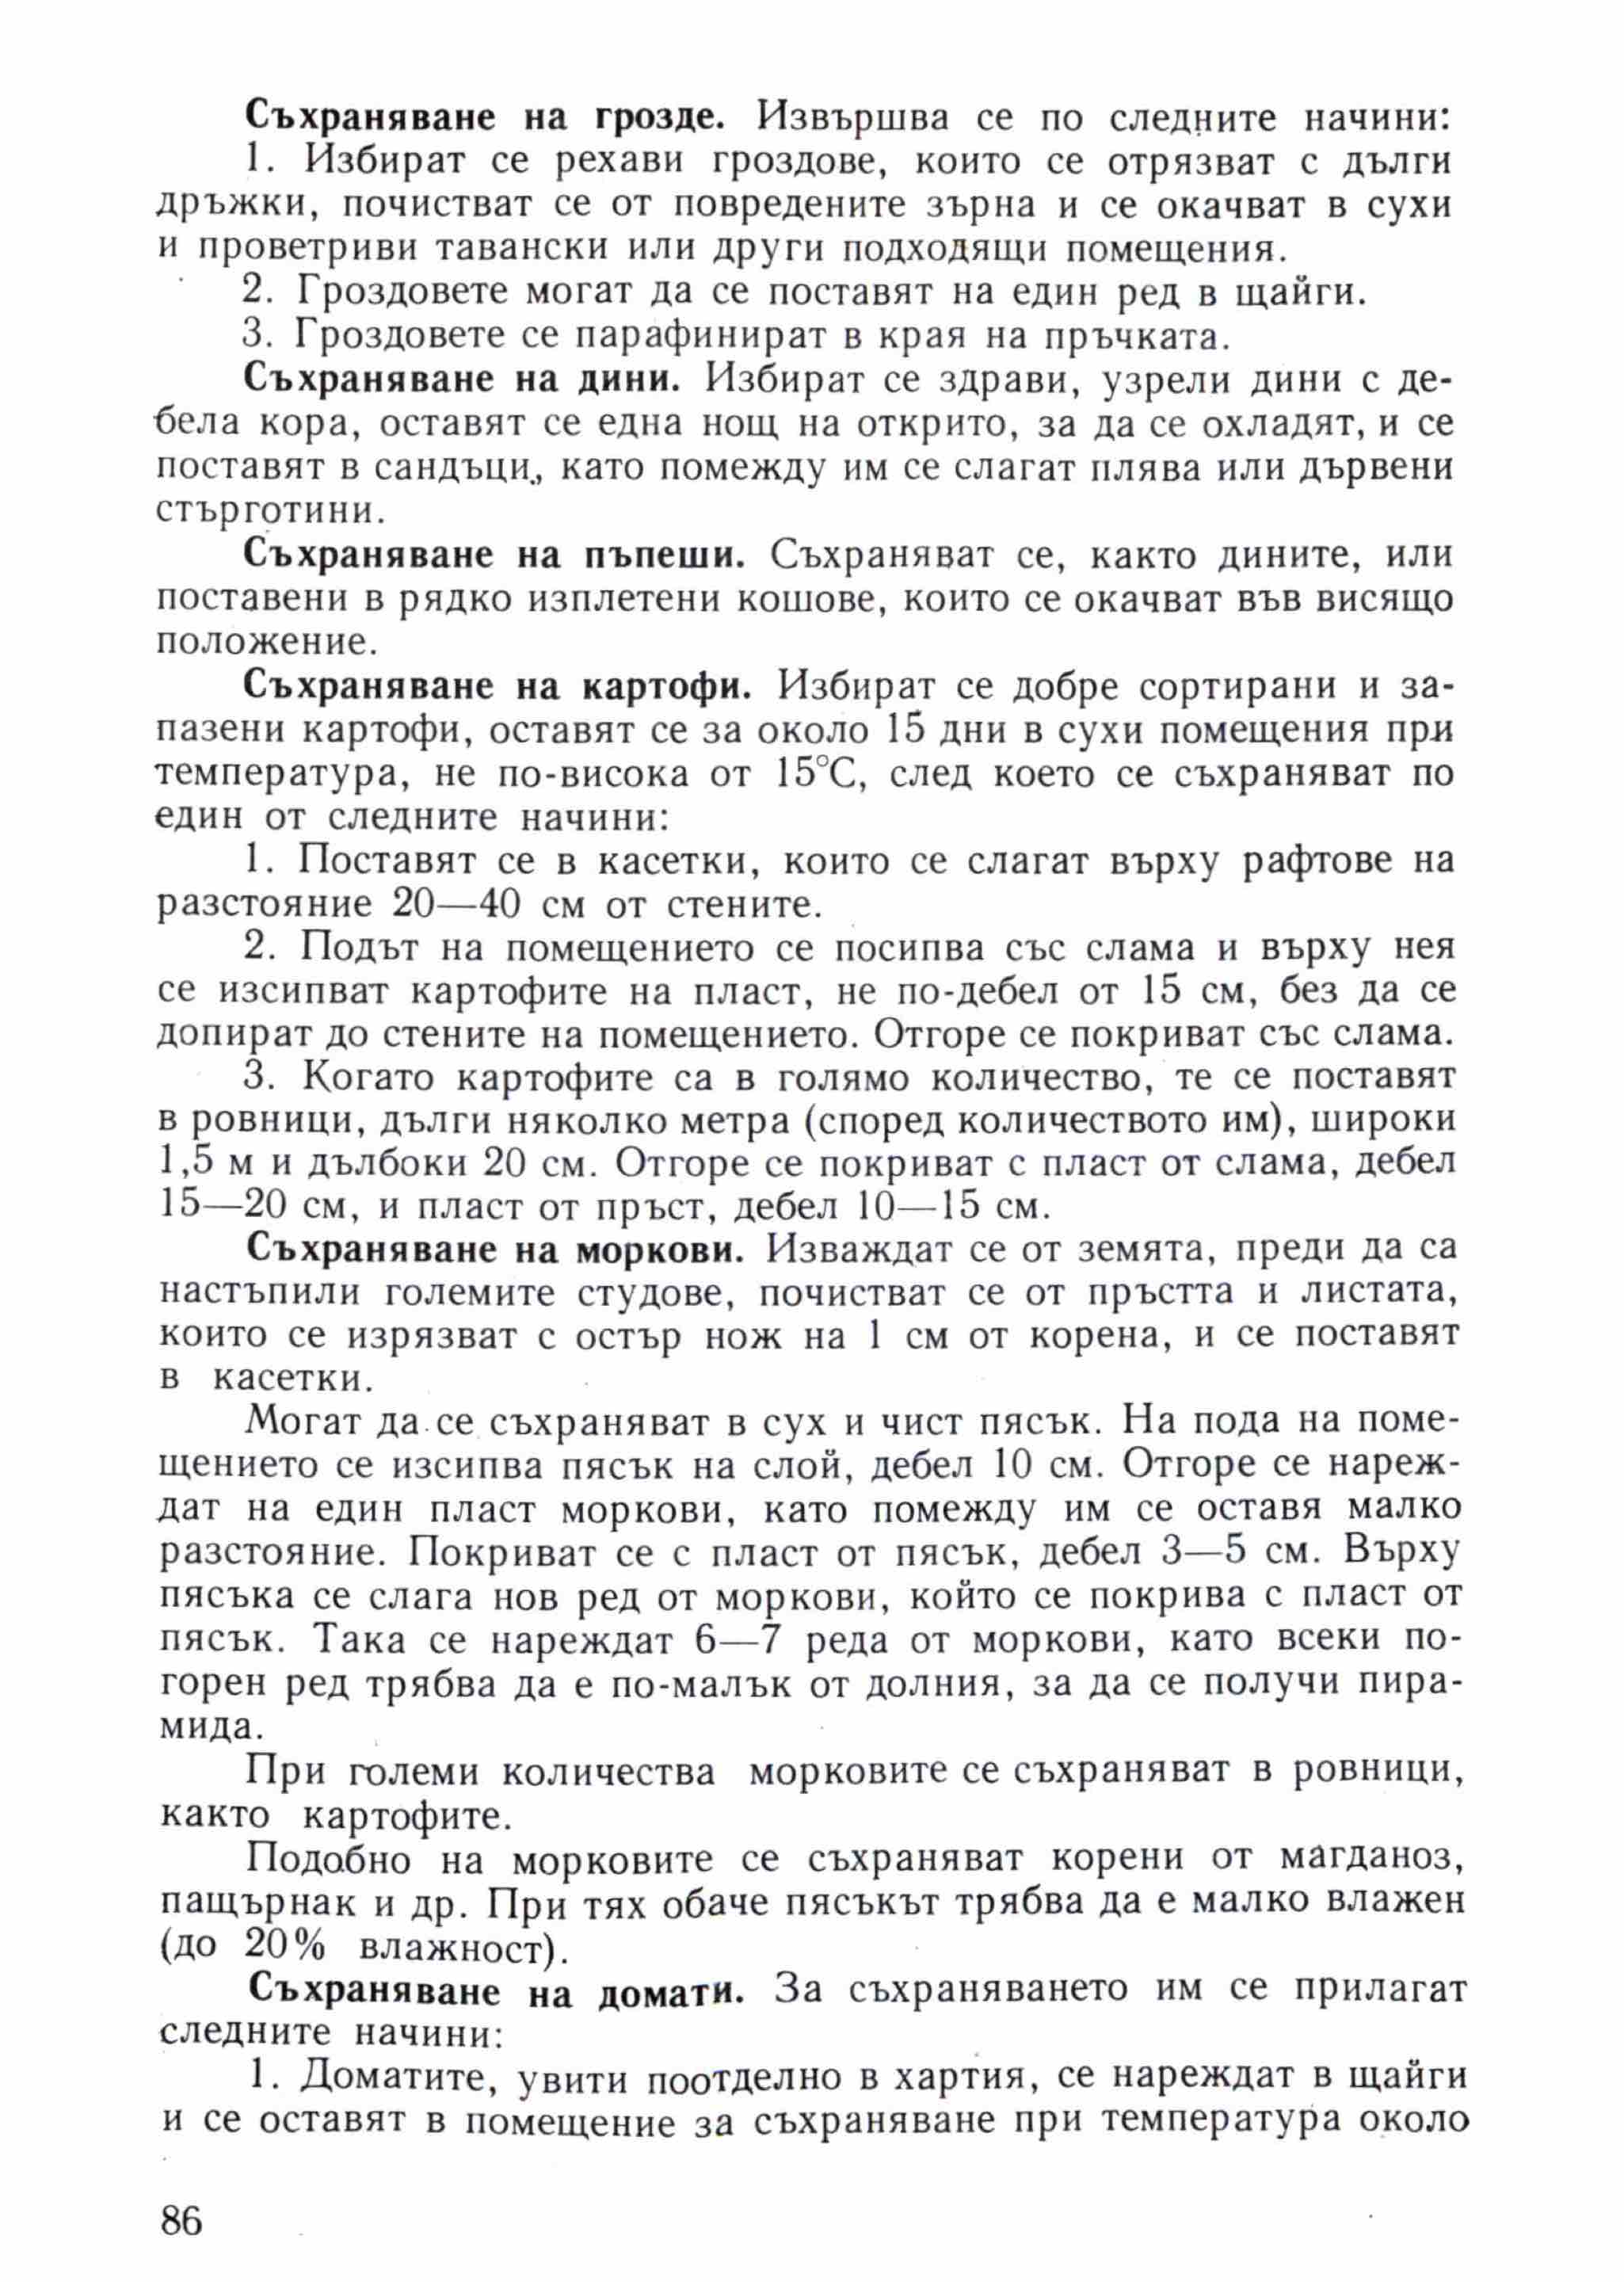 Съхраняване на грозде. Извършва се по следните начини:
1. Избират се рехави гроздове, които се отрязват с дълги
дръжки, почистват се от повредените зърна и се окачват в сухи
и проветриви тавански или други подходящи помещения.
2. Гроздовете могат да се поставят на един ред в щайги.
3. Гроздовете се парафинират в края на пръчката.
Съхраняване на дини. Избират се здрави, узрели дини с де-
бела кора, оставят се една нощ на открито, за да се охладят, и се
поставят в сандъци, като помежду им се слагат плява или дървени
стърготини.
Съхраняване на пъпеши. Съхраняват се, както дините, или
поставени в рядко изплетени кошове, които се окачват във висящо
положение.
Съхраняване на картофи. Избират се добре сортирани и за-
пазени картофи, оставят се за около 15 дни в сухи помещения при
температура, не по-висока от 15°С, след което се съхраняват по
един от следните начини:
1. Поставят се в касетки, които се слагат върху рафтове на
разстояние 20—40 см от стените.
2. Подът на помещението се посипва със слама и върху нея
се изсипват картофите на пласт, не по-дебел от 15 см, без да се
допират до стените на помещението. Отгоре се покриват със слама.
3. Когато картофите са в голямо количество, те се поставят
в ровници, дълги няколко метра (според количеството им), широки
1,5 м и дълбоки 20 см. Отгоре се покриват с пласт от слама, дебел
15—20 см, и пласт от пръст, дебел 10—15 см.
Съхраняване на моркови. Изваждат се от земята, преди да са
настъпили големите студове, почистват се от пръстта и листата,
които се изрязват с остър нож на 1 см от корена, и се поставят
в касетки.
Могат да се съхраняват в сух и чист пясък. На пода на поме-
щението се изсипва пясък на слой, дебел 10 см. Отгоре се нареж-
дат на един пласт моркови, като помежду им се оставя малко
разстояние. Покриват се с пласт от пясък, дебел 3—5 см. Върху
пясъка се слага нов ред от моркови, който се покрива с пласт от
пясък. Така се нареждат 6—7 реда от моркови, като всеки по-
горен ред трябва да е по-малък от долния, за да се получи пира-
мида.
При големи количества морковите се съхраняват в ровници,
както картофите.
Подобно на морковите се съхраняват корени от магданоз,
пащърнак и др. При тях обаче пясъкът трябва да е малко влажен
(до 20% влажност).
Съхраняване на домати. За съхраняването им се прилагат
следните начини:
1. Доматите, увити поотделно в хартия, се нареждат в щайги
и се оставят в помещение за съхраняване при температура около
86